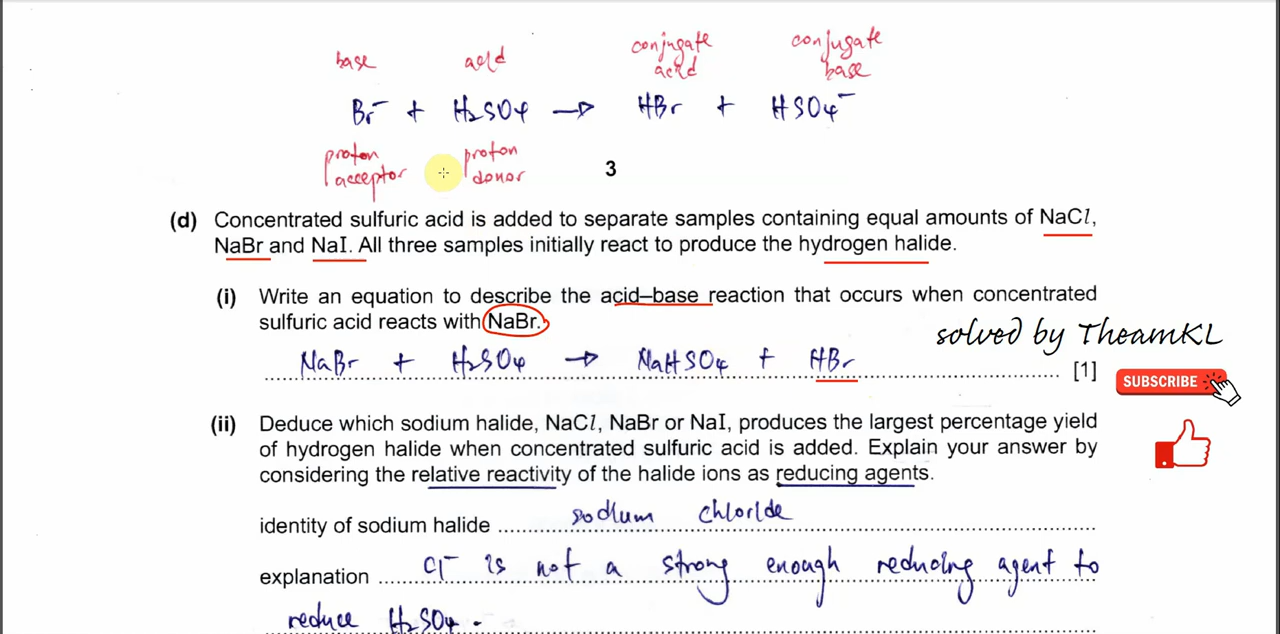 base acid conjugate acid conjugate base
Br⁻ + H₂SO₄ → HBr + HSO₄⁻
proton acceptor proton donor
3
(d) Concentrated sulfuric acid is added to separate samples containing equal amounts of NaCl,
NaBr and NaI. All three samples initially react to produce the hydrogen halide.
(i) Write an equation to describe the acid–base reaction that occurs when concentrated
sulfuric acid reacts with NaBr.
solved by TheamKL
NaBr + H₂SO₄ → NaHSO₄ + HBr [1]
SUBSCRIBE
(ii) Deduce which sodium halide, NaCl, NaBr or NaI, produces the largest percentage yield
of hydrogen halide when concentrated sulfuric acid is added. Explain your answer by
considering the relative reactivity of the halide ions as reducing agents.
identity of sodium halide sodium chloride
explanation Cl⁻ is not a strong enough reducing agent to
reduce H₂SO₄.